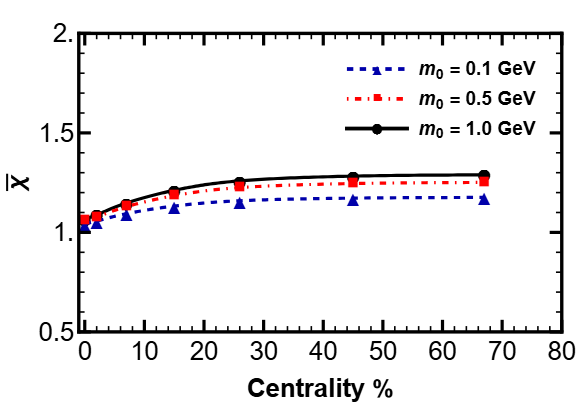 2.
m₀ = 0.1 GeV
m₀ = 0.5 GeV
1.5
m₀ = 1.0 GeV
χ̅
1.
0.5
0 10 20 30 40 50 60 70 80
Centrality %